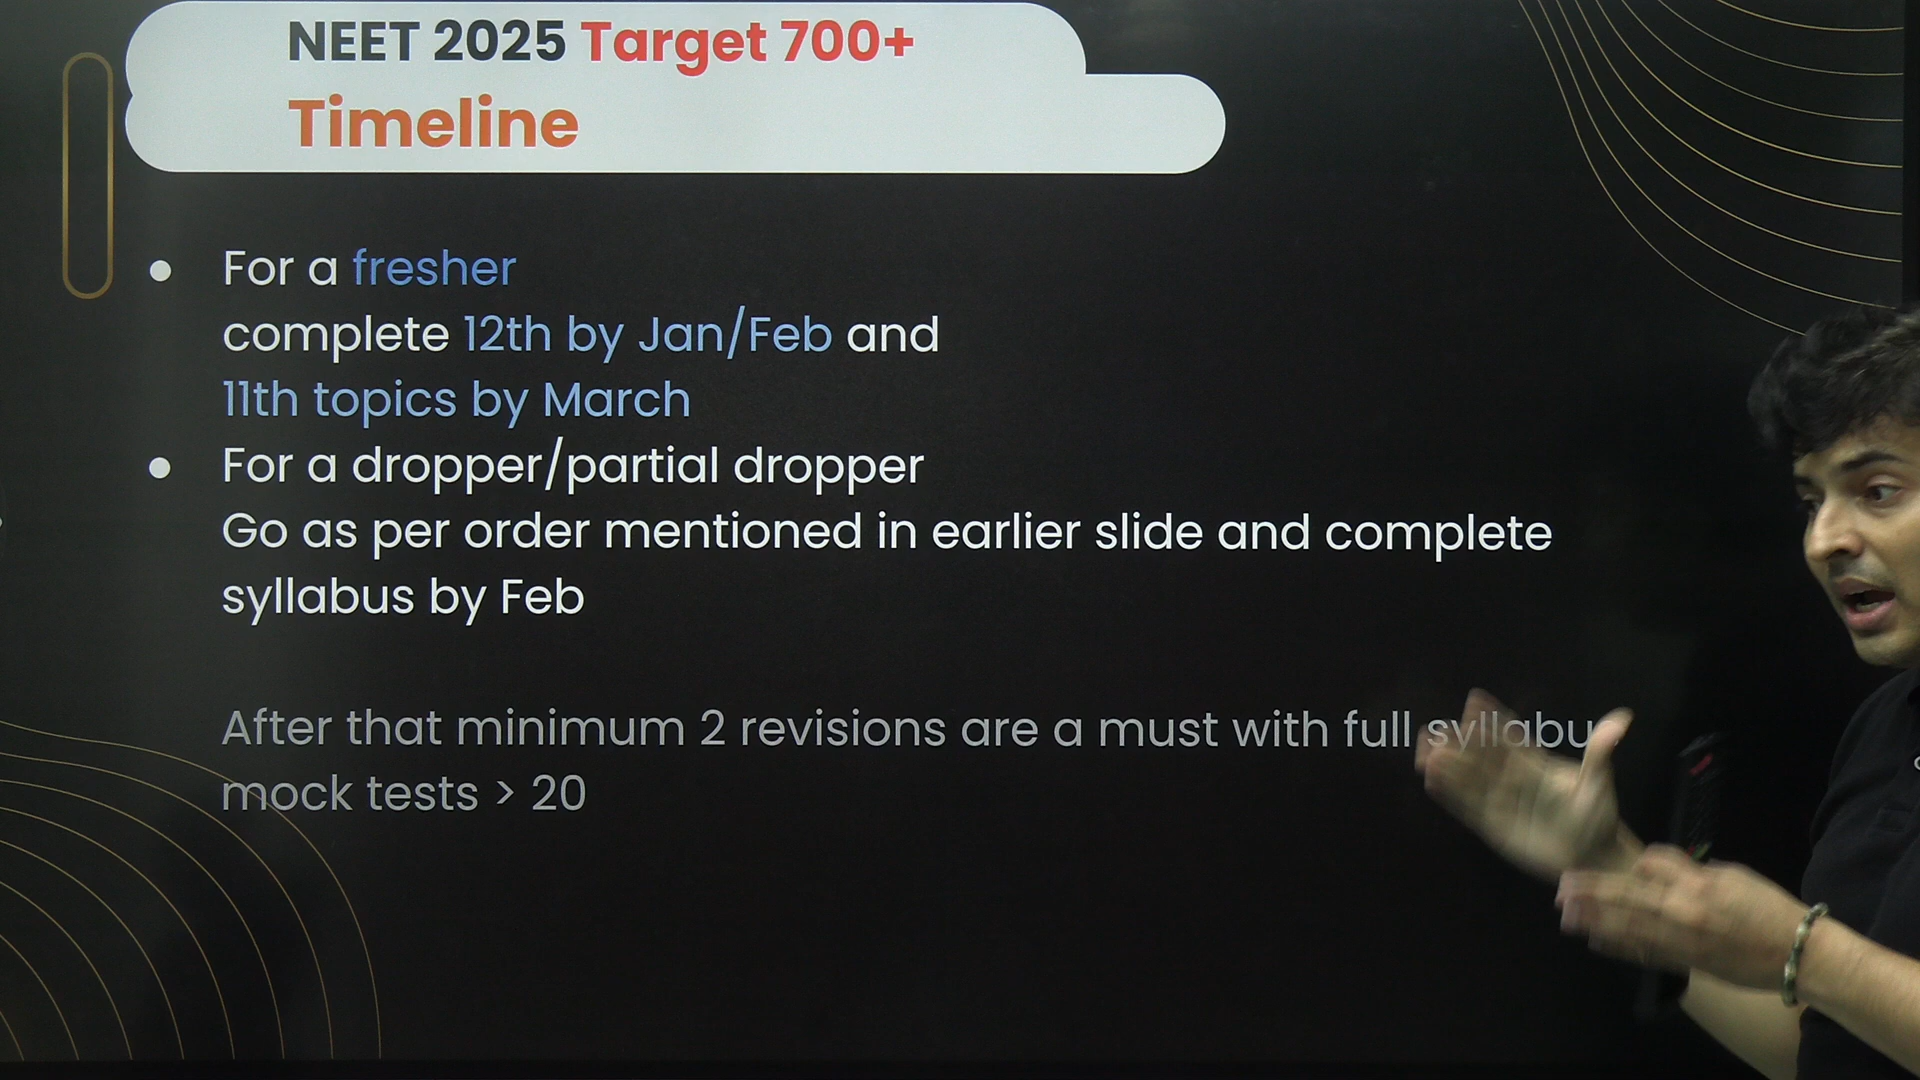 NEET 2025 Target 700+
Timeline
● For a fresher
complete 12th by Jan/Feb and
11th topics by March
● For a dropper/partial dropper
Go as per order mentioned in earlier slide and complete
syllabus by Feb
After that minimum 2 revisions are a must with full syllabu
mock tests > 20